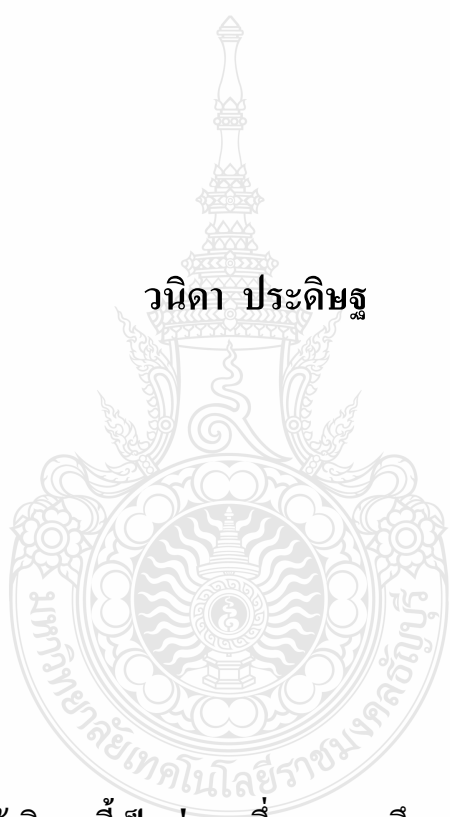 วนิดา ประดิษฐ
มหาวิทยาลัยเทคโนโลยีราชมงคลธัญบุรี